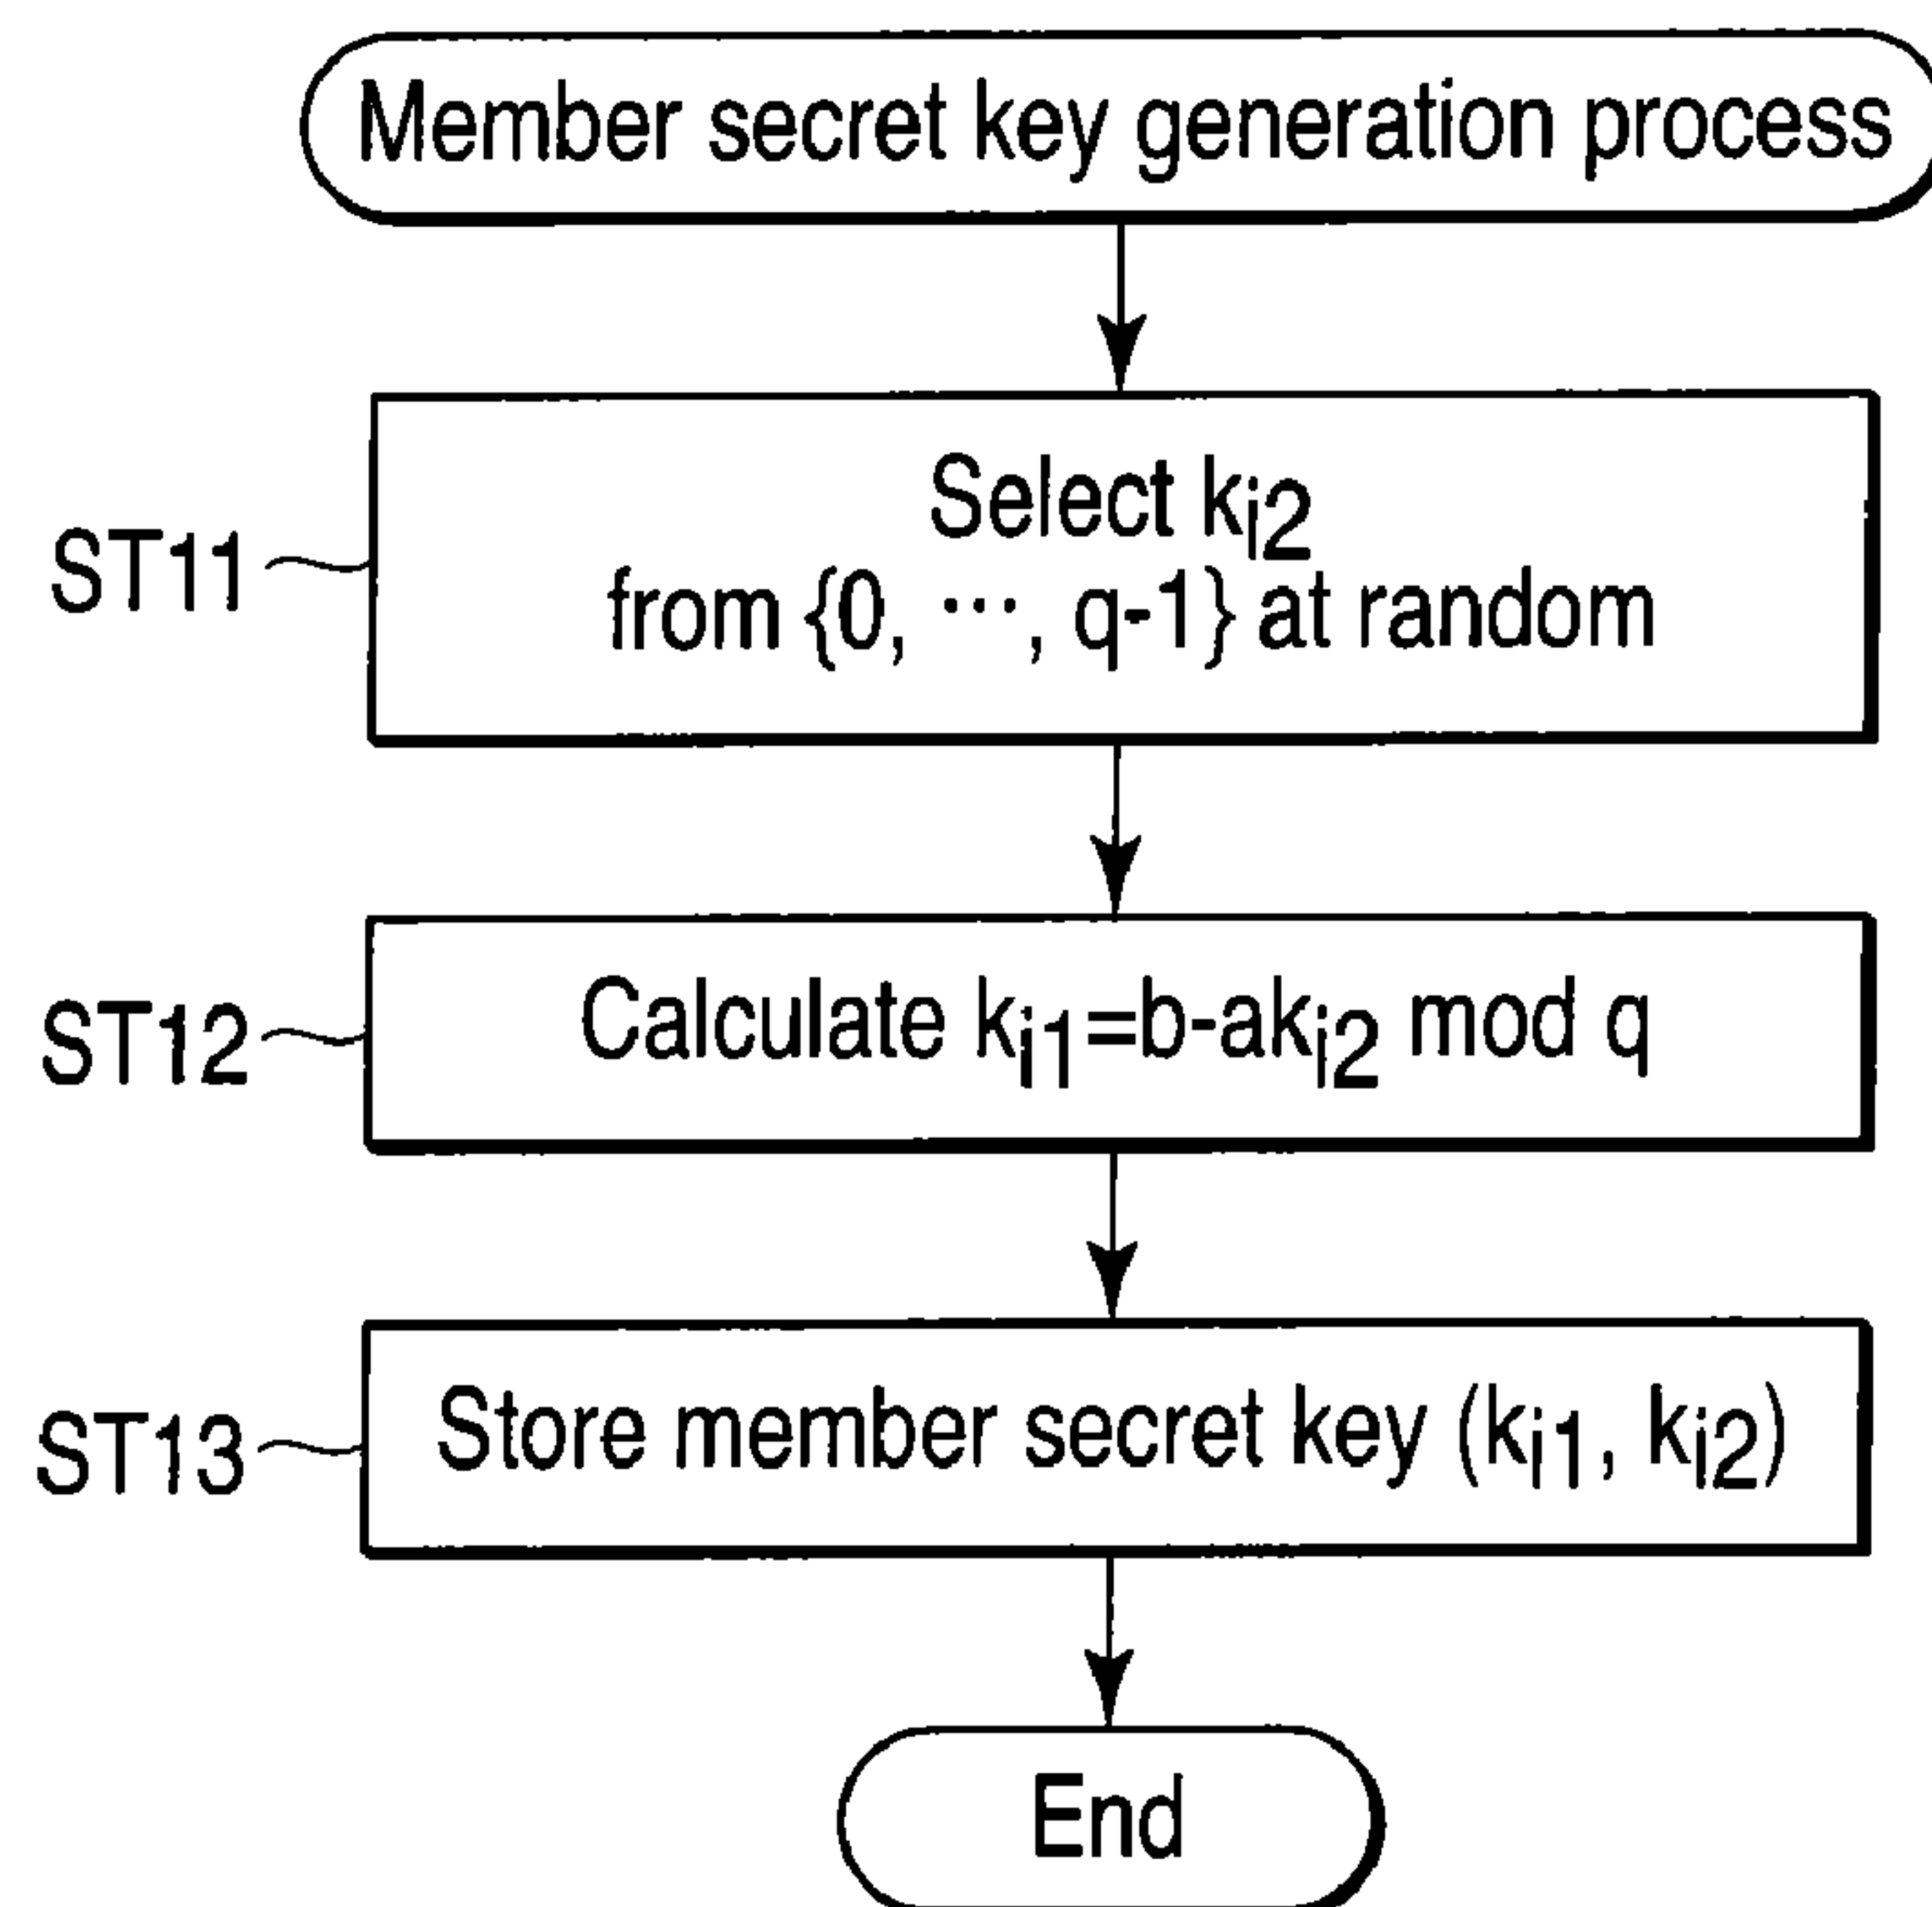 Member secret key generation process
Select ki2
from {0, ..., q-1} at random
ST11
Calculate ki1=b-aki2 mod q
ST12
Store member secret key (ki1, ki2)
ST13
End